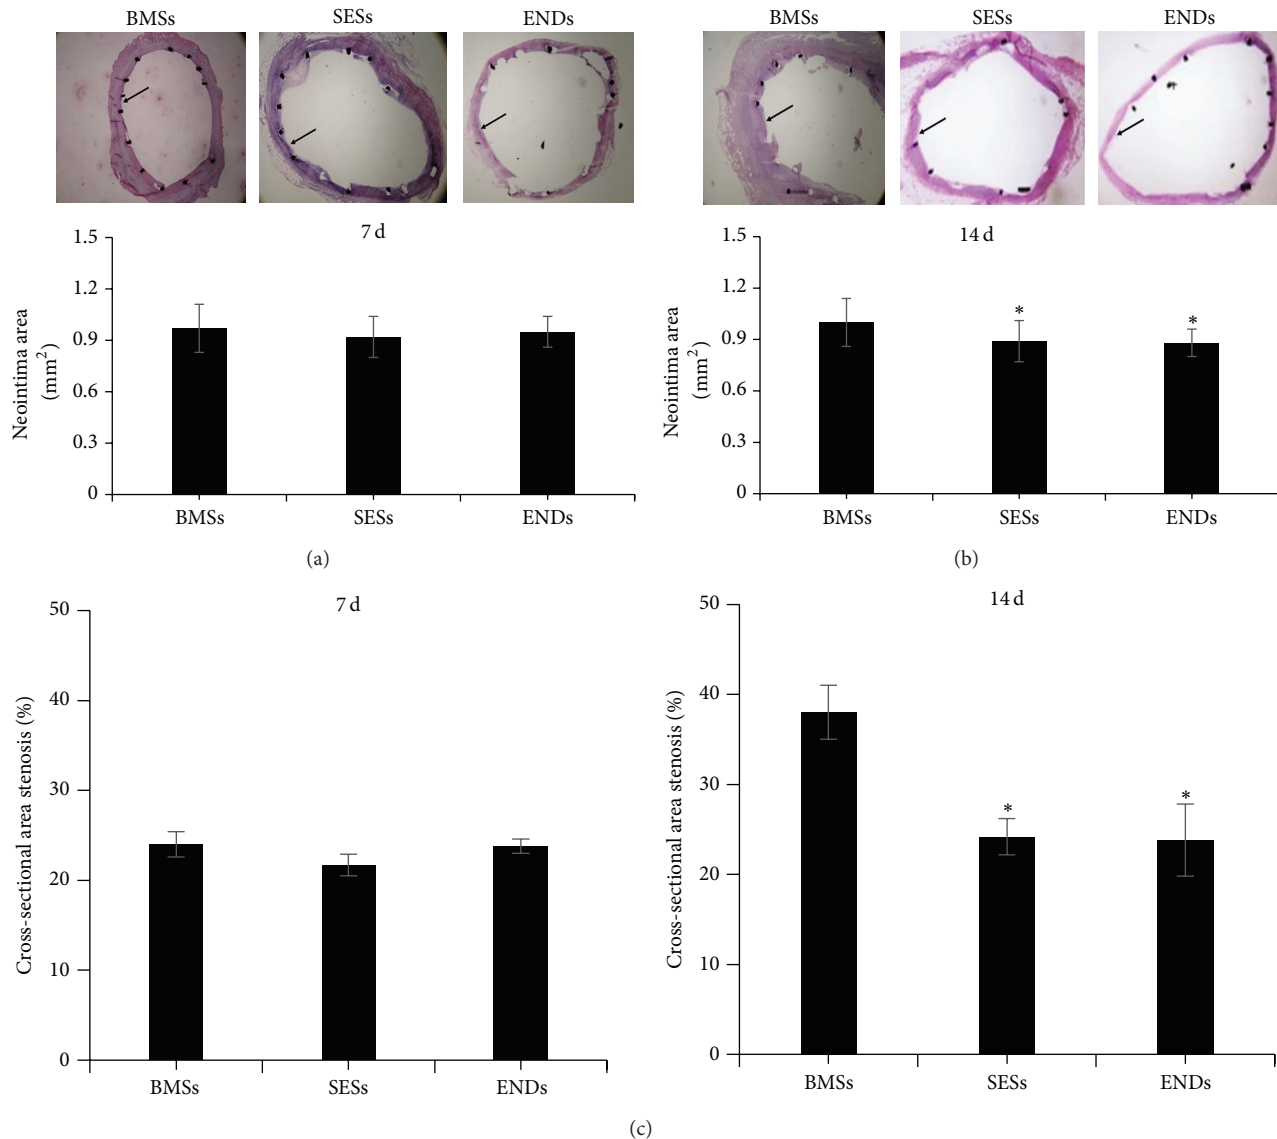 BMSs SESs ENDs
7 d
Neointima area
(mm2)
1.5
1.2
0.9
0.6
0.3
0
BMSs SESs ENDs
(a)
BMSs SESs ENDs
14 d
Neointima area
(mm2)
1.5
1.2
0.9
0.6
0.3
0
* *
BMSs SESs ENDs
(b)
7 d
Cross-sectional area stenosis (%)
50
40
30
20
10
0
BMSs SESs ENDs
14 d
Cross-sectional area stenosis (%)
50
40
30
20
10
0
* *
BMSs SESs ENDs
(c)